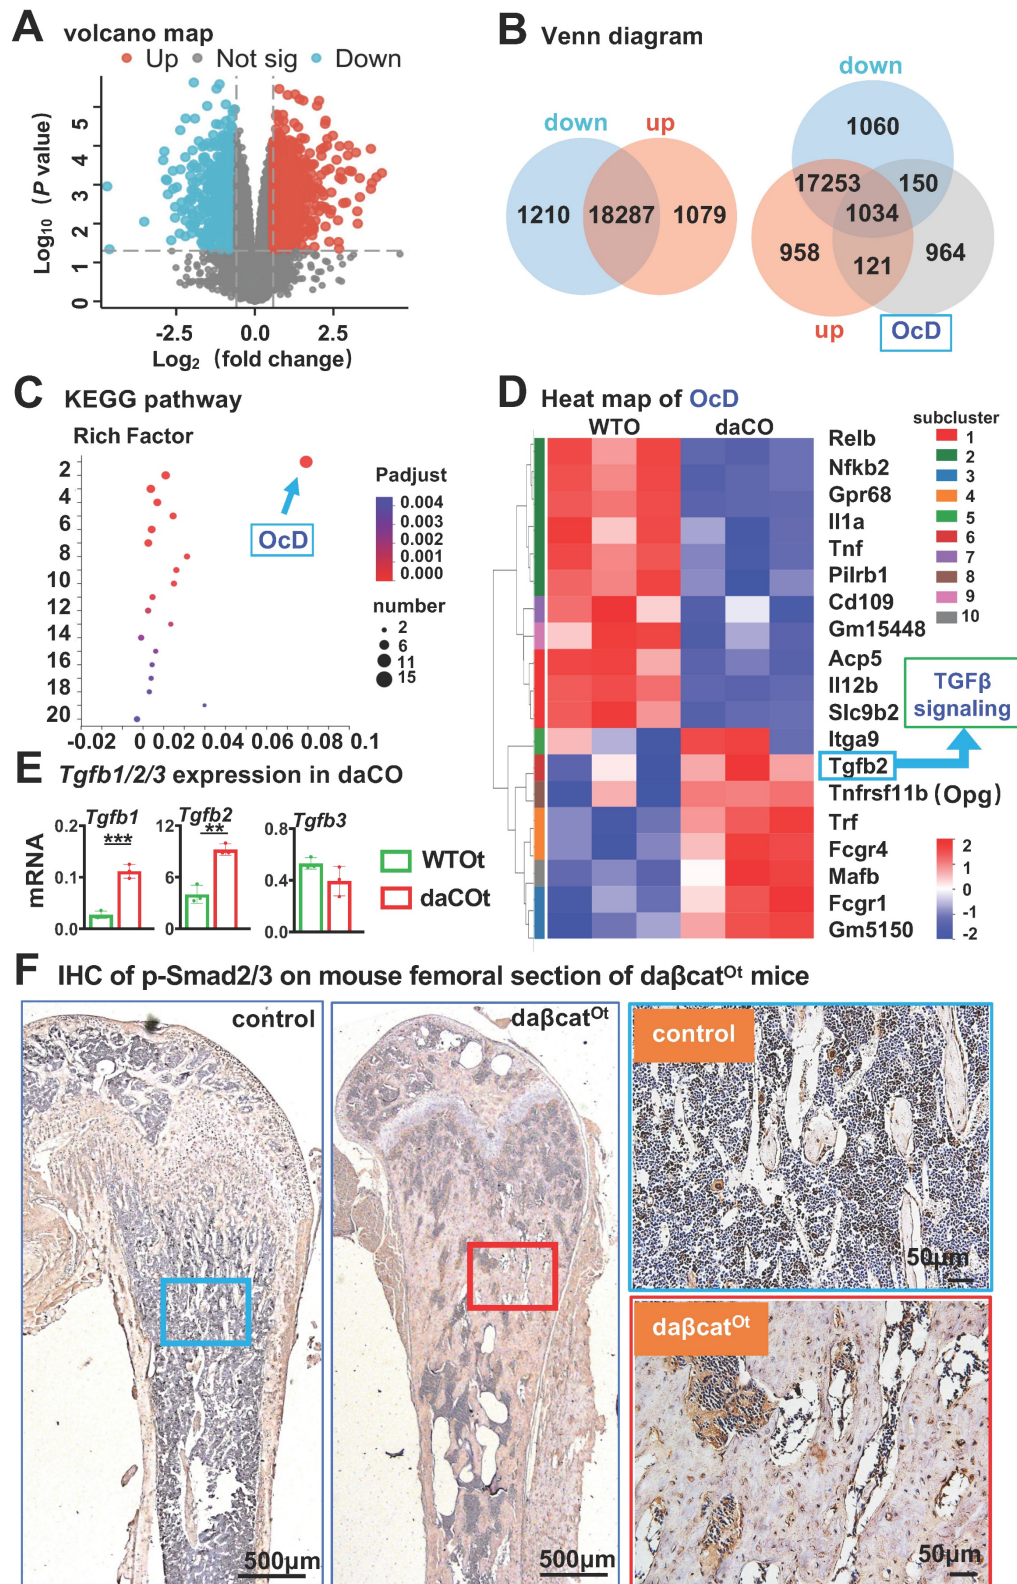 A volcano map
Up Not sig Down
Log₁₀ (P value)
5
4
3
2
1
0
-2.5 0.0 2.5
Log₂ (fold change)
B Venn diagram
down up
1210 18287 1079
down
1060
17253 150
1034
958 121 964
up OcD
C KEGG pathway
Rich Factor
2
4
6
8
10
12
14
16
18
20
-0.02 0 0.02 0.04 0.06 0.08 0.1
OcD
Padjust
0.004
0.003
0.002
0.001
0.000
number
2
6
11
15
D Heat map of OcD
WTO daCO
Relb
Nfkb2
Gpr68
Il1a
Tnf
Pilrb1
Cd109
Gm15448
Acp5
Il12b
Slc9b2
Itga9
Tgfb2
Tnfrsf11b (Opg)
Trf
Fcgr4
Mafb
Fcgr1
Gm5150
subcluster
1
2
3
4
5
6
7
8
9
10
TGFβ
signaling
2
1
0
-1
-2
E Tgfb1/2/3 expression in daCO
mRNA
Tgfb1
***
0.2
0.1
0.0
Tgfb2
**
12
6
0
Tgfb3
0.8
0.4
0.0
WTOt
daCOt
F IHC of p-Smad2/3 on mouse femoral section of daβcatᴼᵗ mice
control
500μm
daβcatᴼᵗ
500μm
control
50μm
daβcatᴼᵗ
50μm